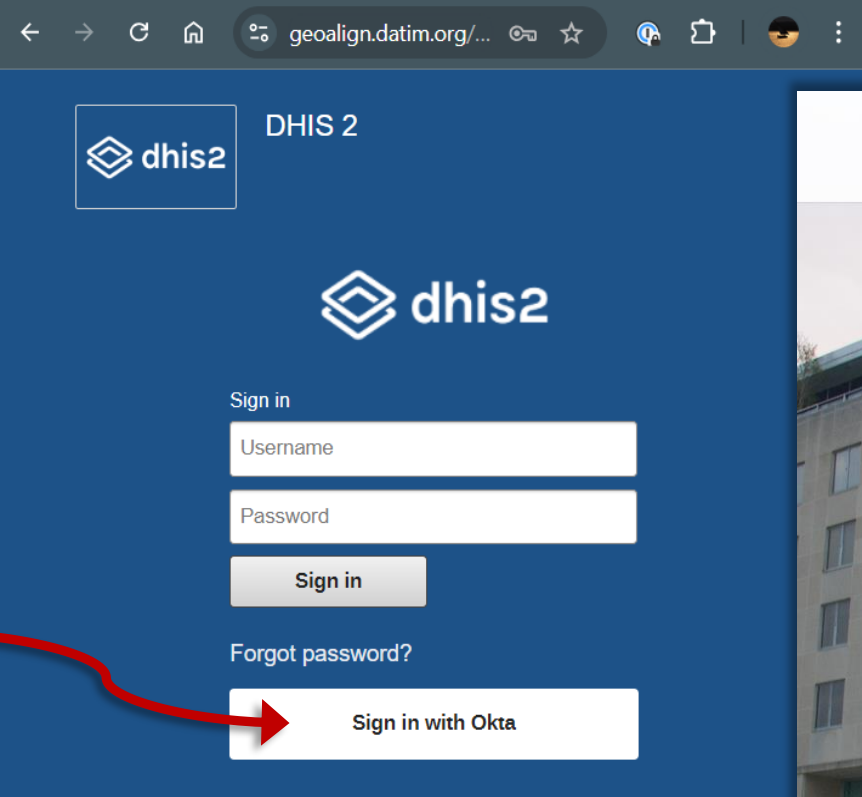 geoalign.datim.org/...
DHIS 2
dhis2
dhis2
Sign in
Username
Password
Sign in
Forgot password?
Sign in with Okta